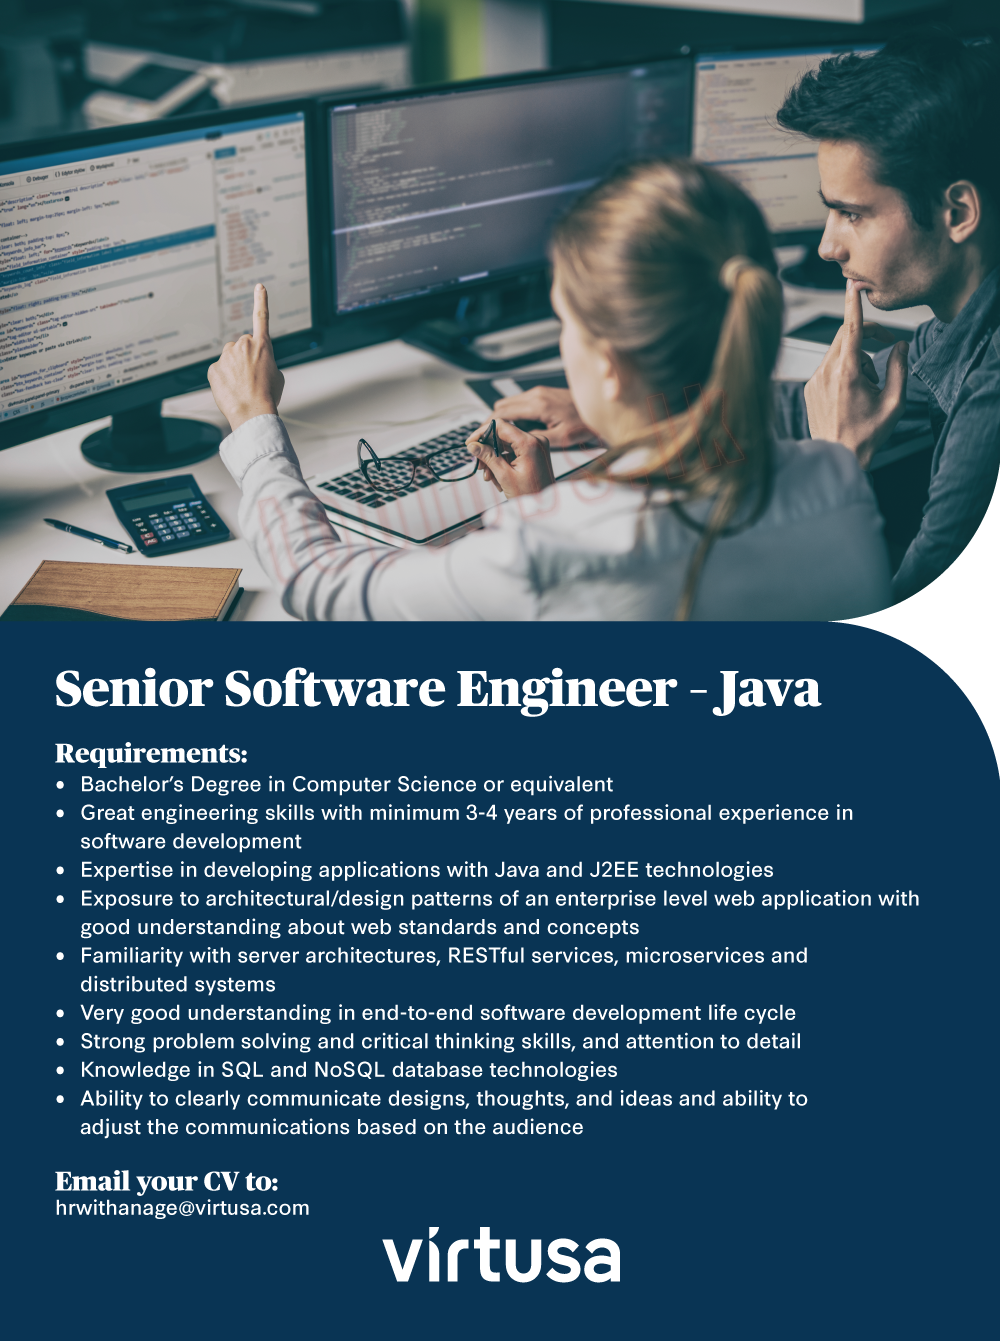 Senior Software Engineer - Java
Requirements:
• Bachelor's Degree in Computer Science or equivalent
• Great engineering skills with minimum 3-4 years of professional experience in
software development
• Expertise in developing applications with Java and J2EE technologies
• Exposure to architectural/design patterns of an enterprise level web application with
good understanding about web standards and concepts
• Familiarity with server architectures, RESTful services, microservices and
distributed systems
• Very good understanding in end-to-end software development life cycle
• Strong problem solving and critical thinking skills, and attention to detail
• Knowledge in SQL and NoSQL database technologies
• Ability to clearly communicate designs, thoughts, and ideas and ability to
adjust the communications based on the audience
Email your CV to:
hrwithanage@virtusa.com
virtusa